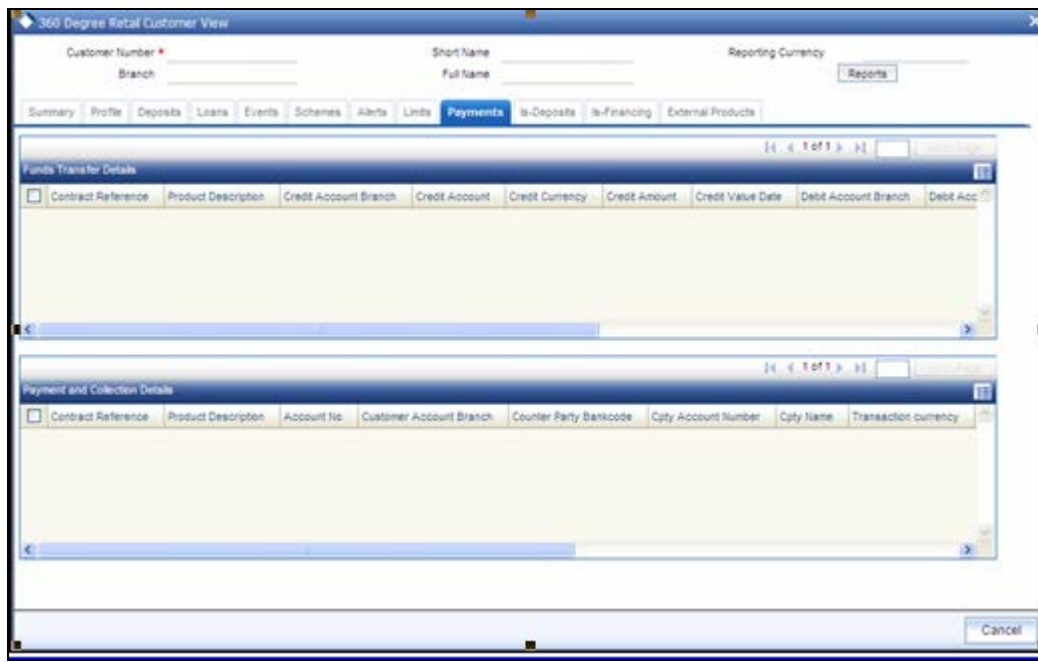 360 Degree Retail Customer View
Customer Number * Short Name Reporting Currency
Branch Full Name Reports
Summary Profile Deposits Loans Events Schemes Alerts Limits Payments Is-Deposits Is-Financing External Products
1 of 1
Funds Transfer Details
Contract Reference Product Description Credit Account Branch Credit Account Credit Currency Credit Amount Credit Value Date Debit Account Branch Debit Acc
1 of 1
Payment and Collection Details
Contract Reference Product Description Account No Customer Account Branch Counter Party Bankcode Cpty Account Number Cpty Name Transaction currency
Cancel